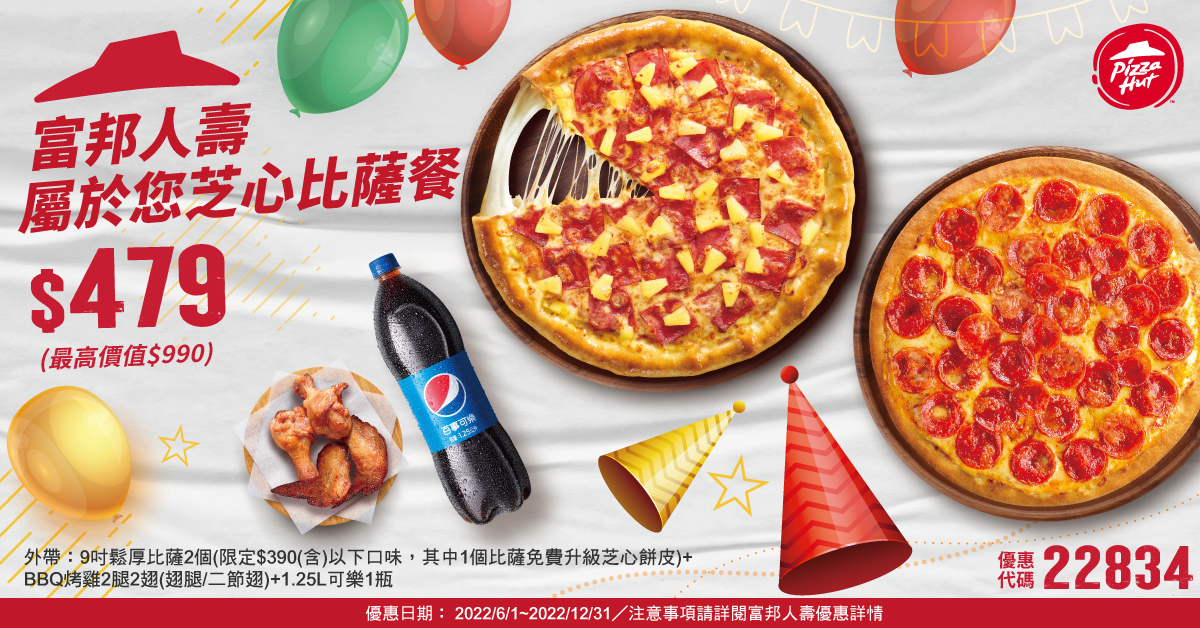 富邦人壽
屬於您芝心比薩餐
$479
(最高價值$990)
Pizza
Hut
百事可樂
1.25L
外帶：9吋鬆厚比薩2個(限定$390(含)以下口味，其中1個比薩免費升級芝心餅皮)+
BBQ烤雞2腿2翅(翅腿/二節翅)+1.25L可樂1瓶
優惠
代碼 22834
優惠日期： 2022/6/1~2022/12/31／注意事項請詳閱富邦人壽優惠詳情